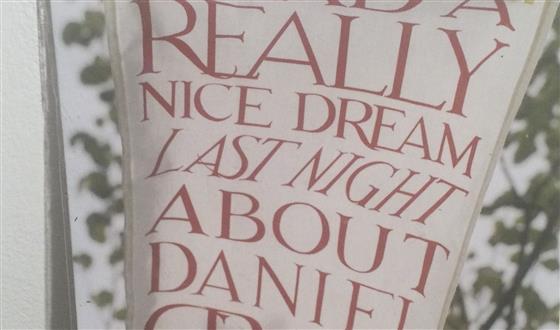 REALLY
NICE DREAM
LAST NIGHT
ABOUT
DANIEL